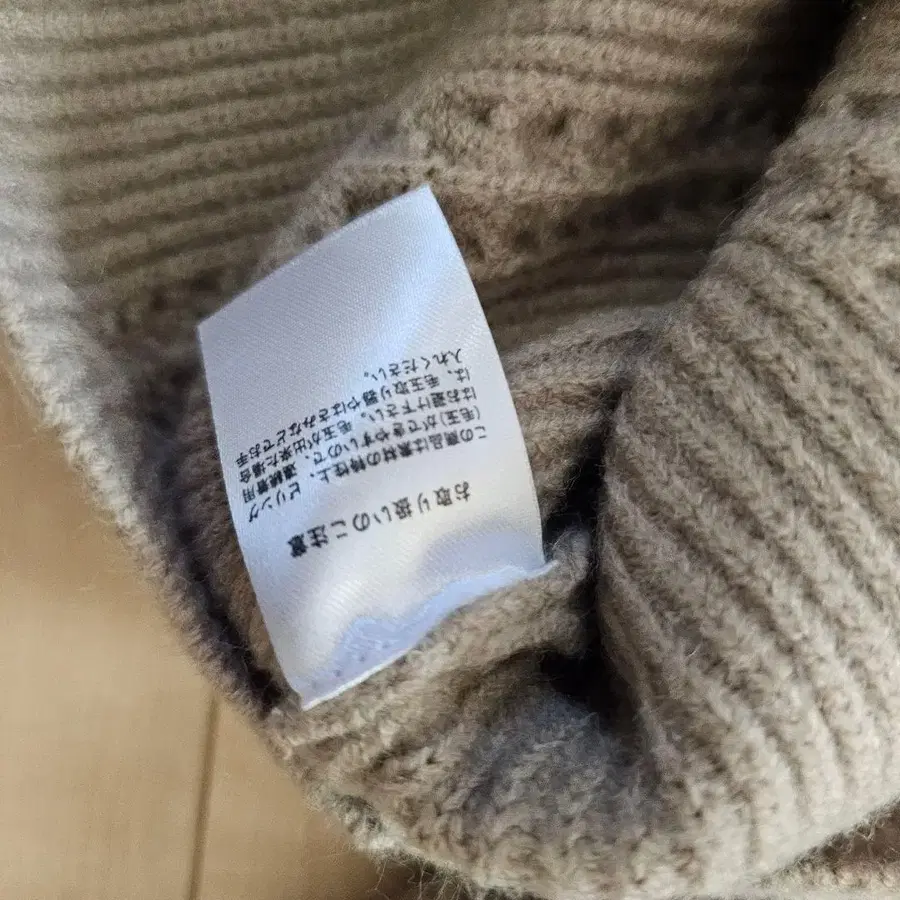 お取り扱いのご注意
この商品は素材の特性上、ピリング
(毛玉)ができやすいので、連続着用
はお避け下さい。毛玉が出来た場合
は、毛玉取り器やはさみなどでお手
入れください。